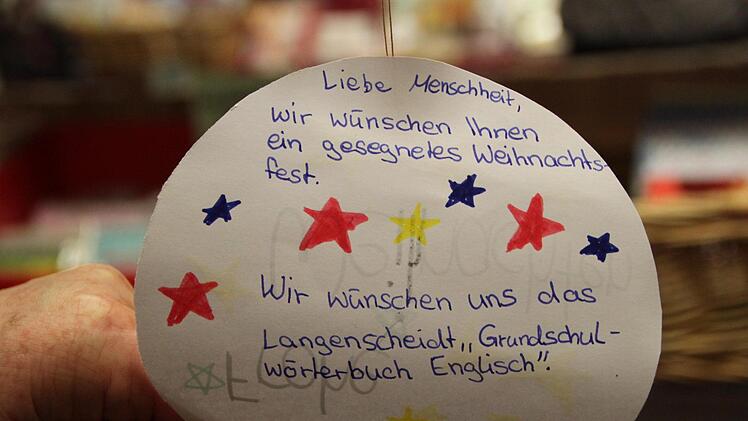 Liebe Menschheit,
wir wünschen Ihnen
ein gesegnetes Weihnachts-
fest.
Wir wünschen uns das
Langenscheidt „Grundschul-
wörterbuch Englisch".